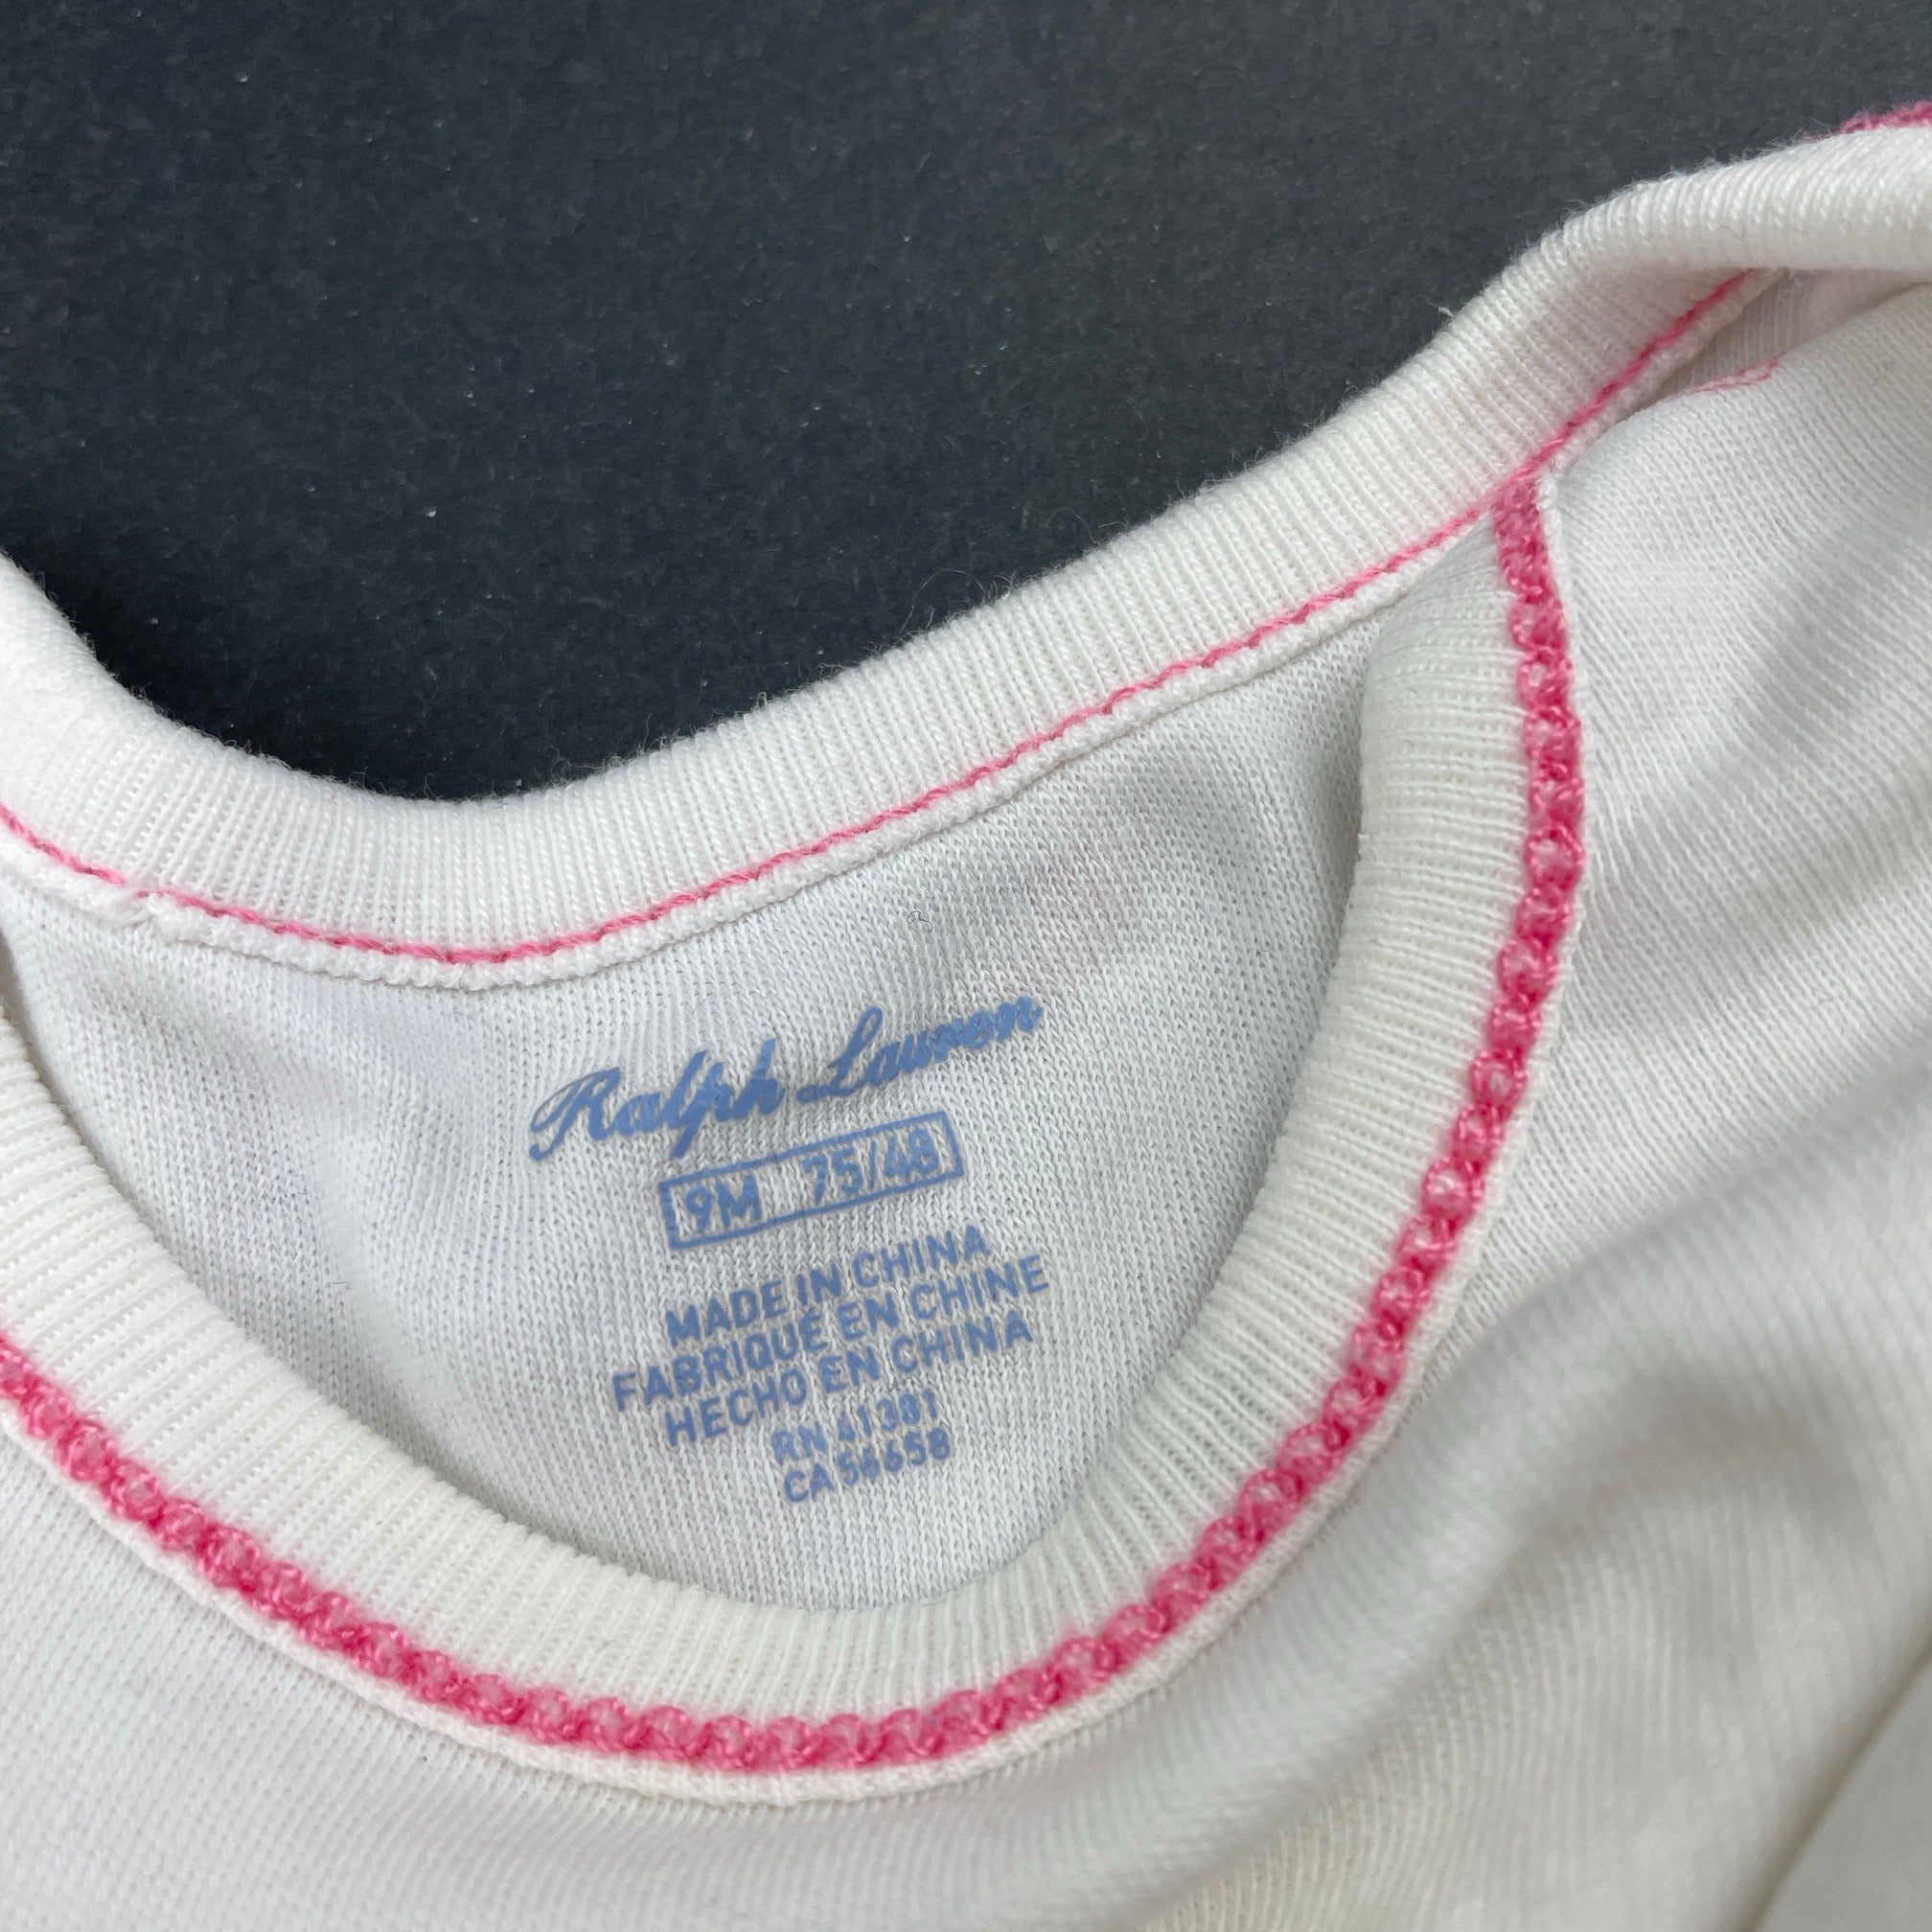 Ralph Lauren
9M 75/48
MADE IN CHINA
FABRIQUÉ EN CHINE
HECHO EN CHINA
RN 41381
CA 56658